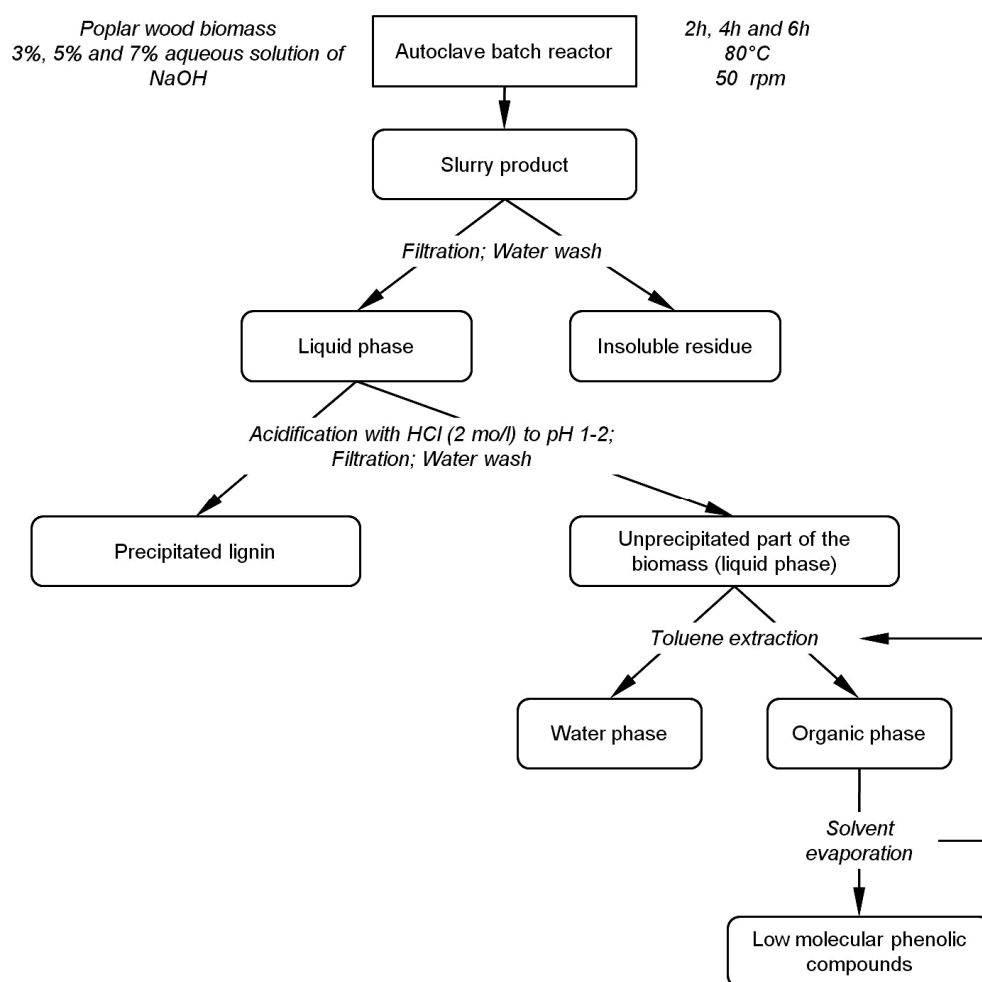 Poplar wood biomass
3%, 5% and 7% aqueous solution of
NaOH
Autoclave batch reactor
2h, 4h and 6h
80°C
50 rpm
Slurry product
Filtration; Water wash
Liquid phase
Insoluble residue
Acidification with HCl (2 mo/l) to pH 1-2;
Filtration; Water wash
Precipitated lignin
Unprecipitated part of the
biomass (liquid phase)
Toluene extraction
Water phase
Organic phase
Solvent
evaporation
Low molecular phenolic
compounds